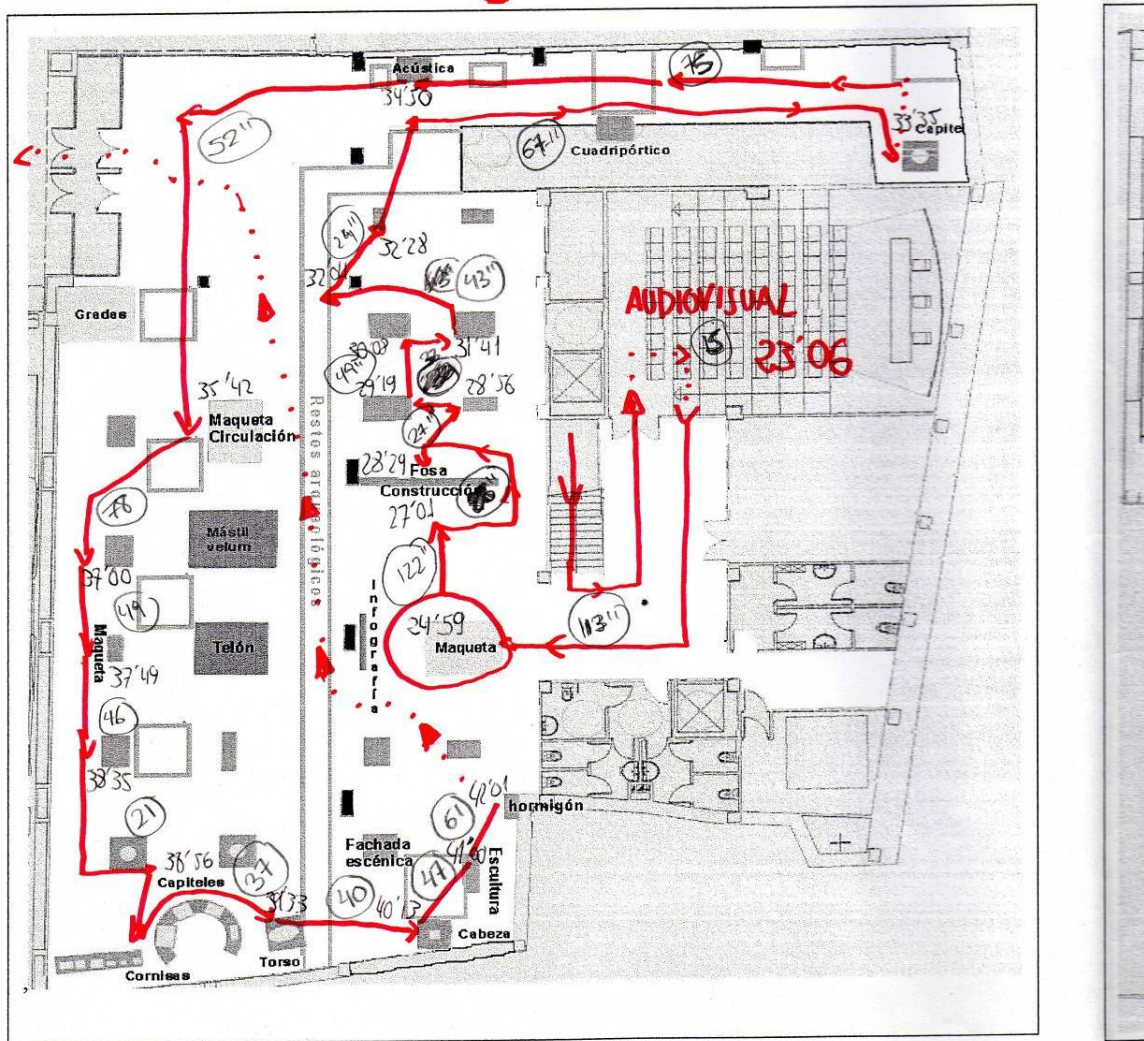 Acústica
75
34'50
52''
33'35
Capite
67''
Cuadripórtico
24''
32'28
32'04
43''
Gradas
AUDIOVISUAL
15
23'06
31'41
49''
29'19
28'56
35'42
Maqueta
Circulación
27''
28'29
Fosa
Construcción
27'01
78
Restos arqueológicos
Mástil
velum
122''
37'00
49
Infografía
24'59
113''
Maqueta
Maqueta
Telón
37'49
46
38'35
21
42'01
hormigón
61
Fachada
escénica
41'00
Escultura
38'56
Capiteles
37
47
40
39'33
40'13
Cabeza
Torso
Cornisas